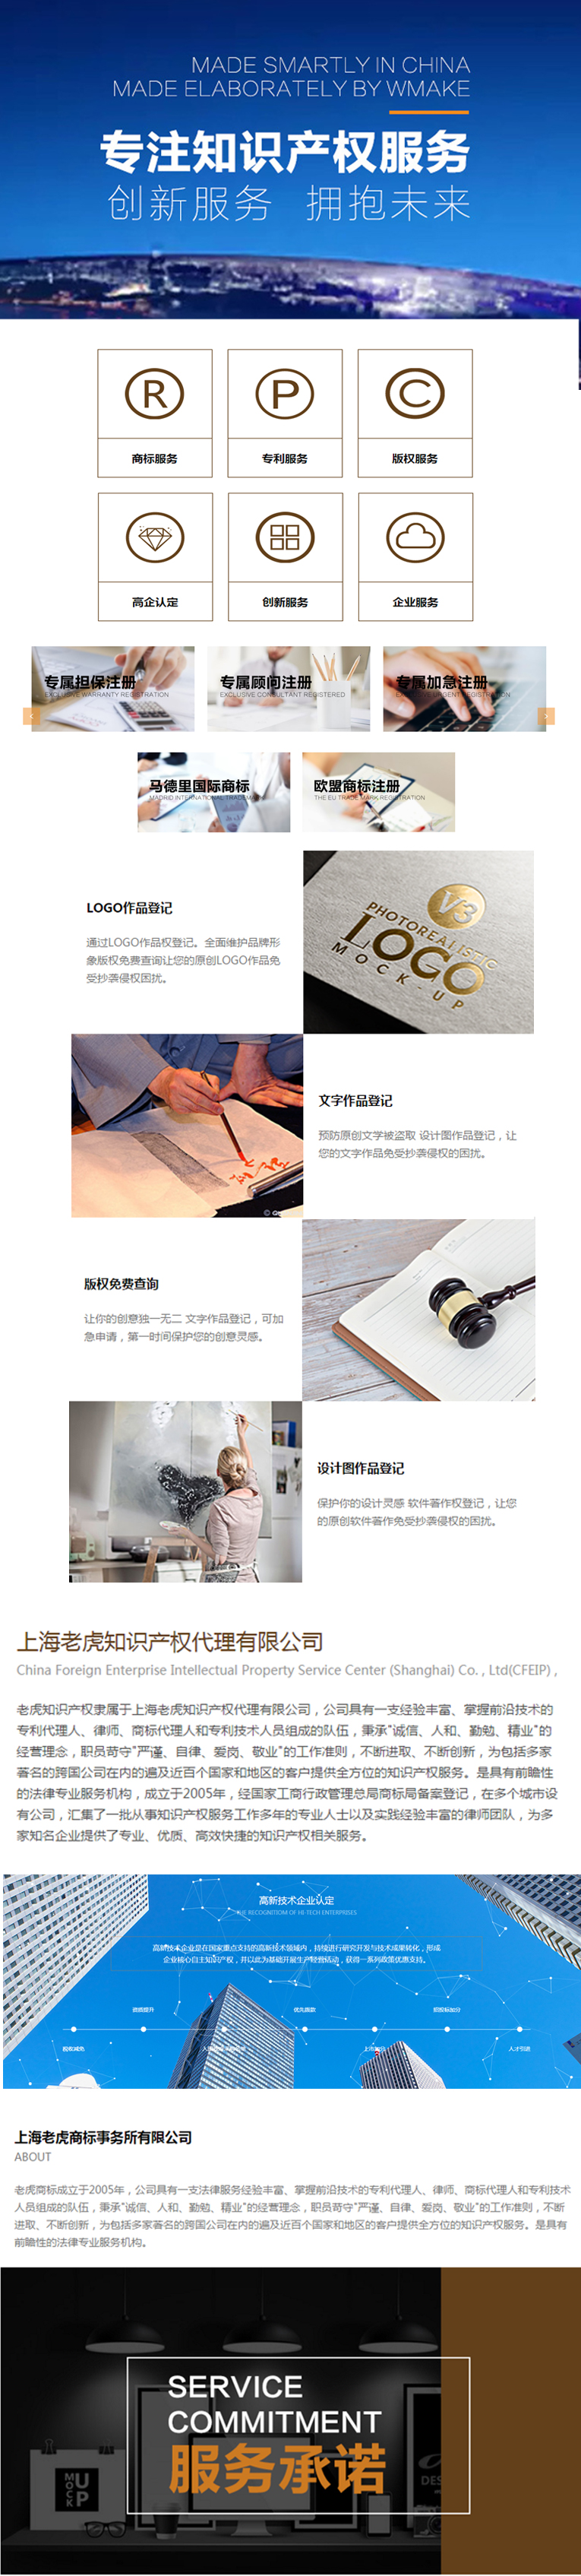 MADE SMARTLY IN CHINA
MADE ELABORATELY BY WMAKE
专注知识产权服务
创新服务 拥抱未来
R
P
C
商标服务
专利服务
版权服务
高企认定
创新服务
企业服务
专属担保注册
EXCLUSIVE WARRANTY REGISTRATION
专属顾问注册
EXCLUSIVE CONSULTANT REGISTERED
专属加急注册
EXCLUSIVE URGENT REGISTRATION
马德里国际商标
MADRID INTERNATIONAL TRADEMARK
欧盟商标注册
THE EU TRADE MARK REGISTRATION
LOGO作品登记
通过LOGO作品权登记。全面维护品牌形
象版权免费查询让您的原创LOGO作品免
受抄袭侵权困扰。
V3
PHOTOREALISTIC
LOGO
MOCK-UP
文字作品登记
预防原创文学被盗取 设计图作品登记，让
您的文字作品免受抄袭侵权的困扰。
版权免费查询
让你的创意独一无二 文字作品登记，可加
急申请，第一时间保护您的创意灵感。
设计图作品登记
保护你的设计灵感 软件著作权登记，让您
的原创软件著作免受抄袭侵权的困扰。
上海老虎知识产权代理有限公司
China Foreign Enterprise Intellectual Property Service Center (Shanghai) Co. , Ltd(CFEIP) ,
老虎知识产权隶属于上海老虎知识产权代理有限公司，公司具有一支经验丰富、掌握前沿技术的
专利代理人、律师、商标代理人和专利技术人员组成的队伍，秉承"诚信、人和、勤勉、精业"的
经营理念，职员苛守"严谨、自律、爱岗、敬业"的工作准则，不断进取、不断创新，为包括多家
著名的跨国公司在内的遍及近百个国家和地区的客户提供全方位的知识产权服务。是具有前瞻性
的法律专业服务机构，成立于2005年，经国家工商行政管理总局商标局备案登记，在多个城市设
有公司，汇集了一批从事知识产权服务工作多年的专业人士以及实践经验丰富的律师团队，为多
家知名企业提供了专业、优质、高效快捷的知识产权相关服务。
高新技术企业认定
THE RECOGNITIOM OF HI-TECH ENTERPRISES
高新技术企业是在国家重点支持的高新技术领域内，持续进行研究开发与技术成果转化，形成
企业核心自主知识产权，并以此为基础开展生产经营活动，获得一系列政策优惠支持。
资质提升
优先拨款
招投标加分
税收减免
人才引进
上海老虎商标事务所有限公司
ABOUT
老虎商标成立于2005年，公司具有一支法律服务经验丰富、掌握前沿技术的专利代理人、律师、商标代理人和专利技术
人员组成的队伍，秉承"诚信、人和、勤勉、精业"的经营理念，职员苛守"严谨、自律、爱岗、敬业"的工作准则，不断
进取、不断创新，为包括多家著名的跨国公司在内的遍及近百个国家和地区的客户提供全方位的知识产权服务。是具有
前瞻性的法律专业服务机构。
SERVICE
COMMITMENT
服务承诺
MOCK
UP
DES